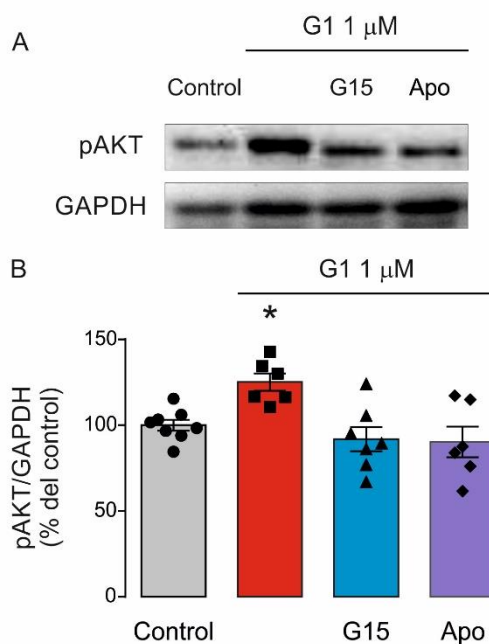 A
G1 1 μM
Control
G15
Apo
pAKT
GAPDH
B
G1 1 μM
*
pAKT/GAPDH
(% del control)
150
100
50
0
Control
G15
Apo